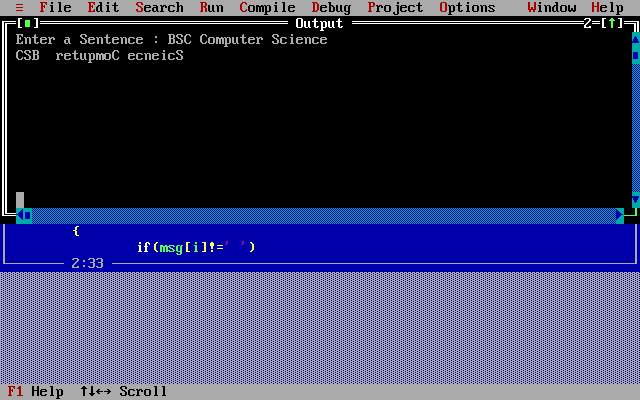 ≡ File Edit Search Run Compile Debug Project Options Window Help
[■] Output 2=[↑]
Enter a Sentence : BSC Computer Science
CSB  retupmoC ecneicS
{
if(msg[i]!=' ')
2:33
F1 Help ↑↓←→ Scroll